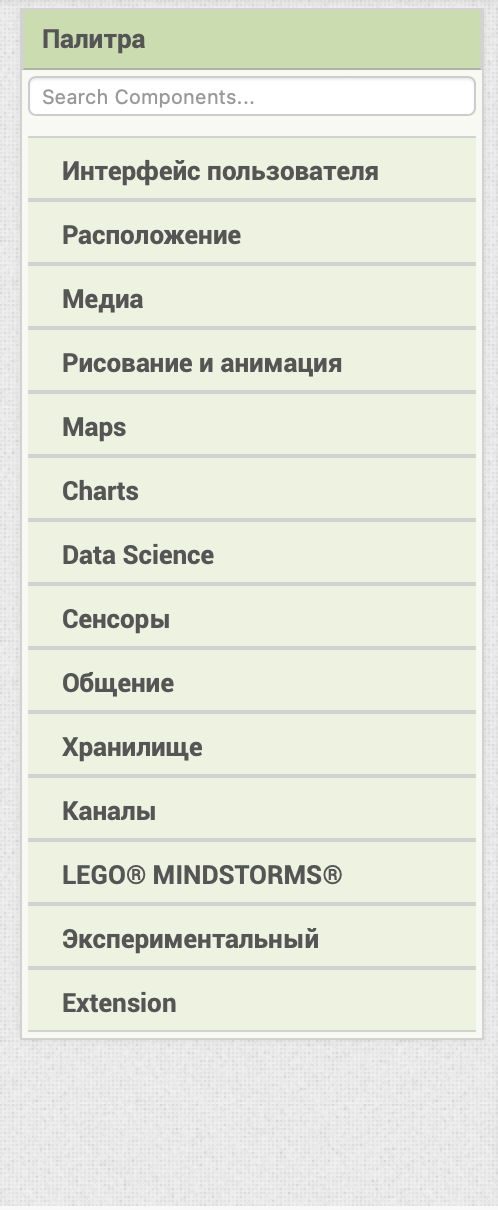 Палитра
Search Components...
Интерфейс пользователя
Расположение
Медиа
Рисование и анимация
Maps
Charts
Data Science
Сенсоры
Общение
Хранилище
Каналы
LEGO® MINDSTORMS®
Экспериментальный
Extension